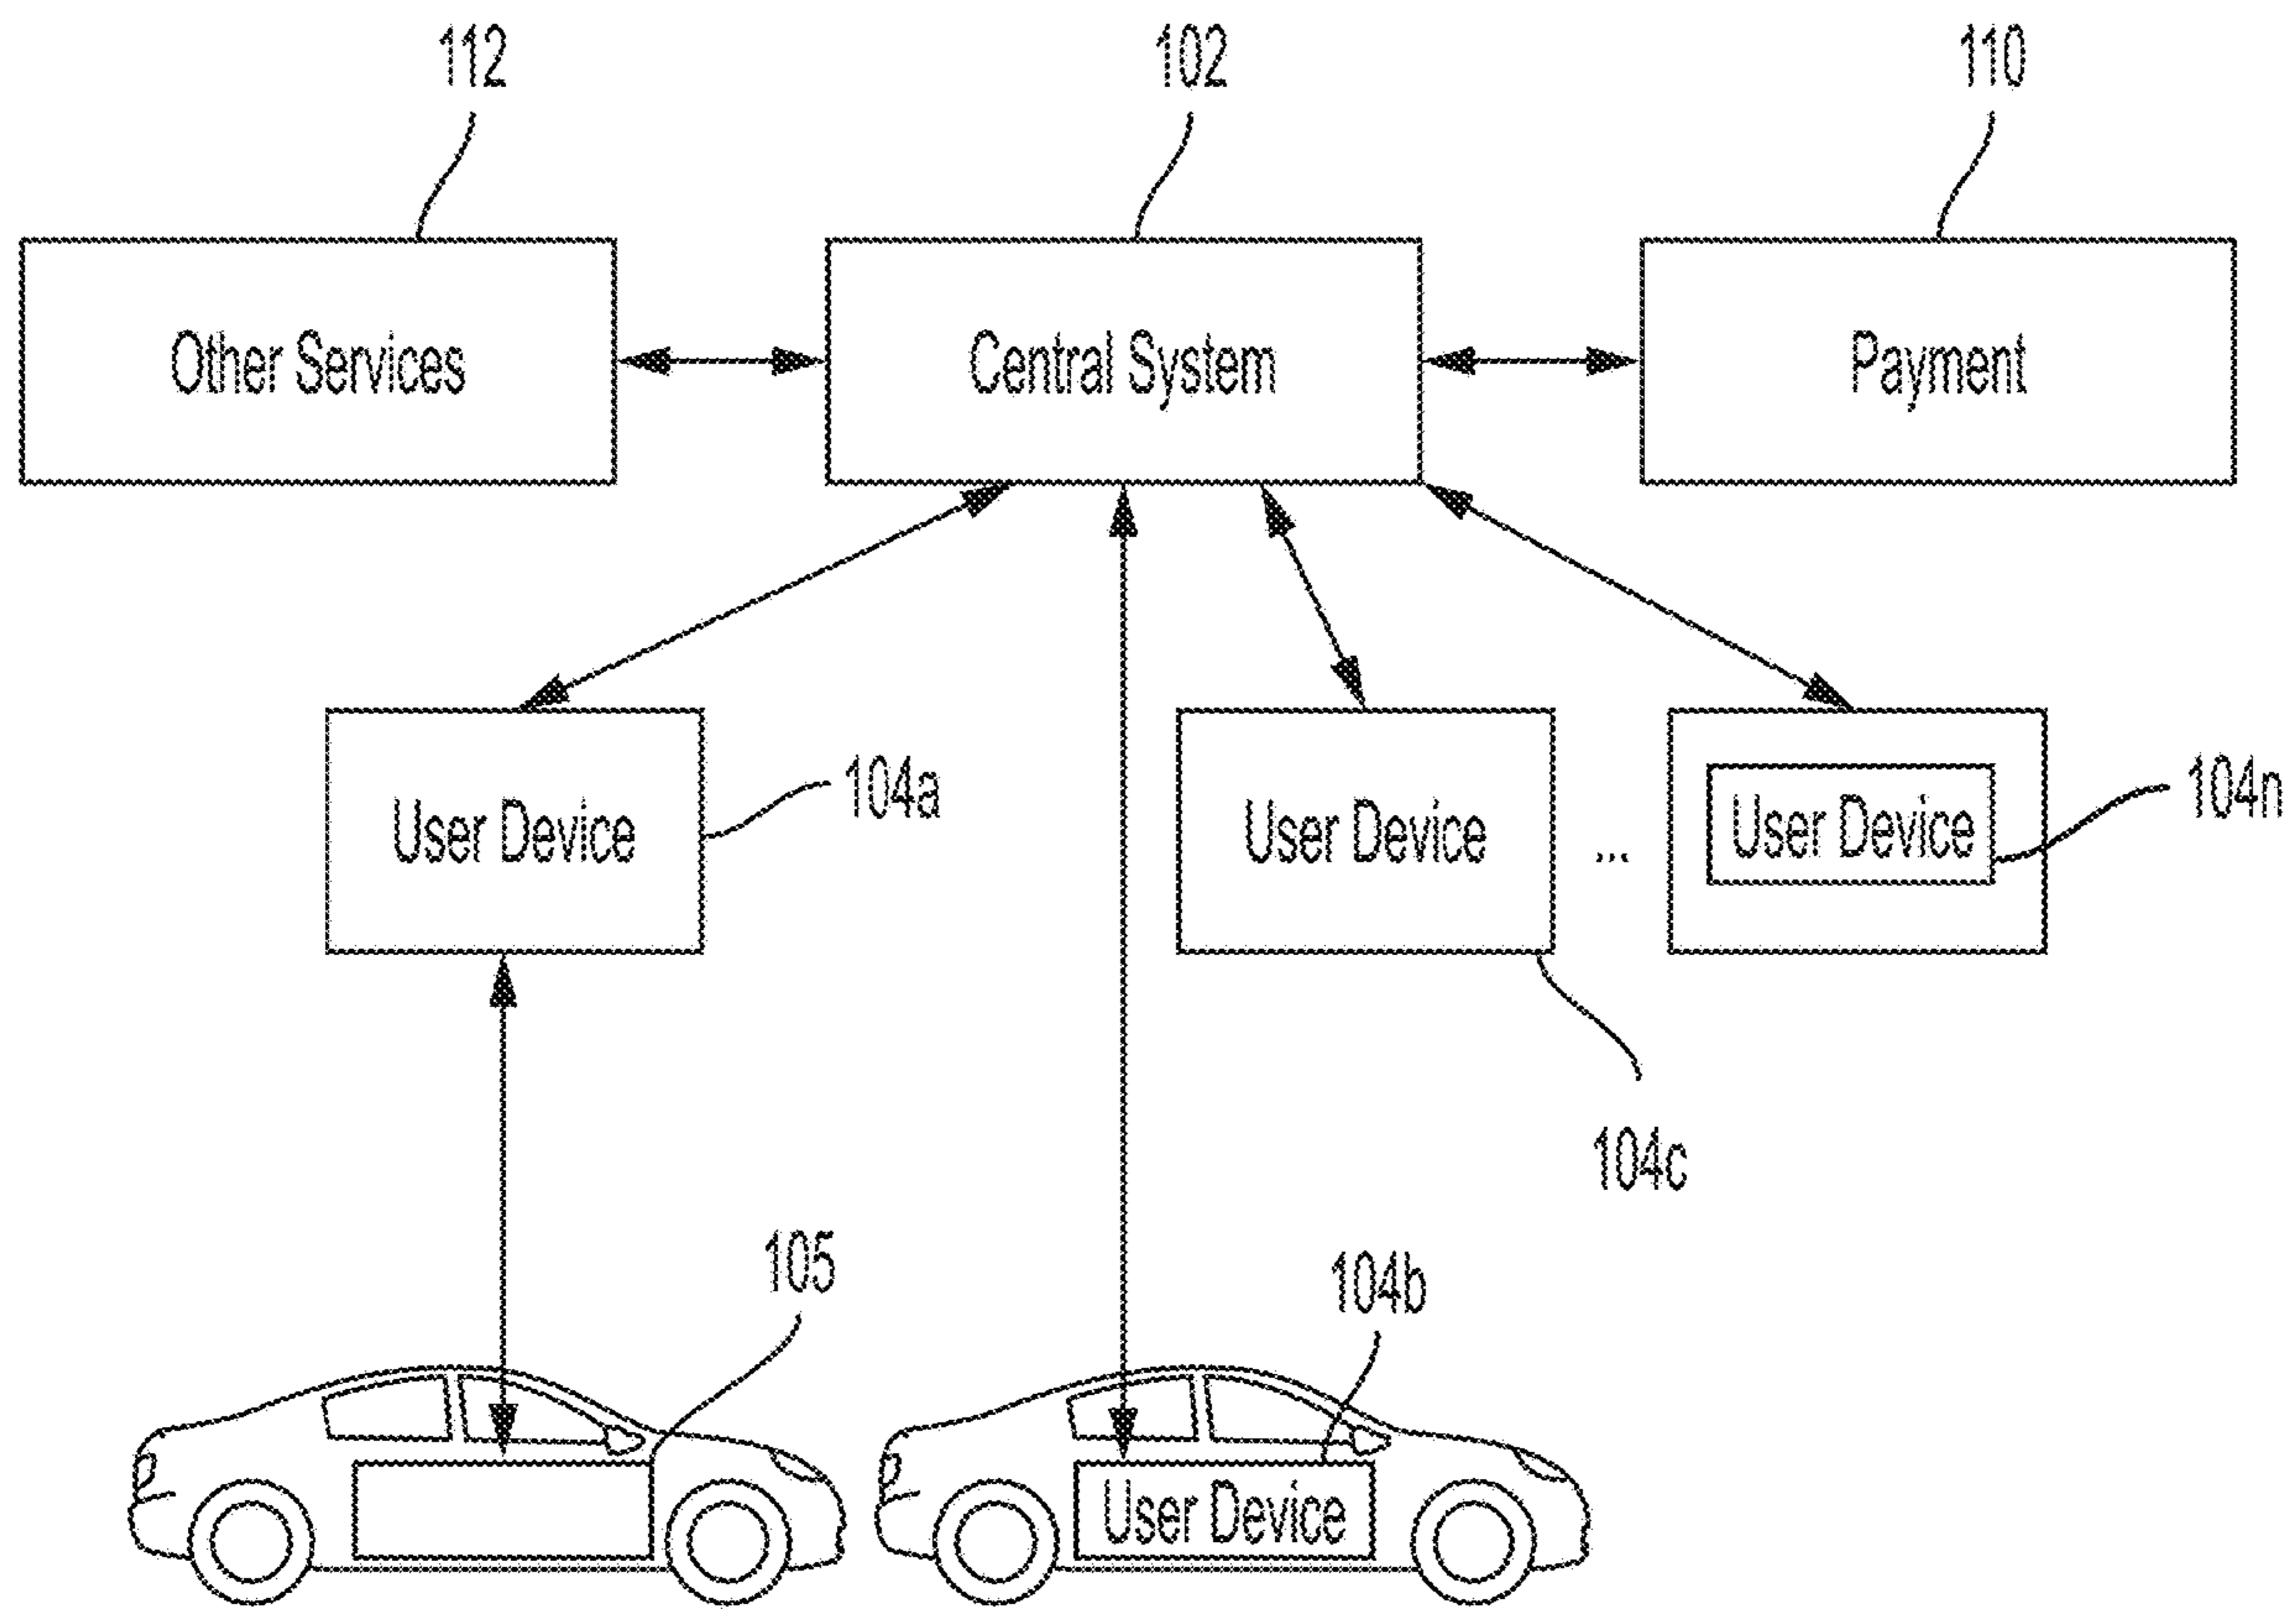 112
102
110
Other Services
Central System
Payment
104a
104n
User Device
User Device
...
User Device
104c
105
104b
User Device